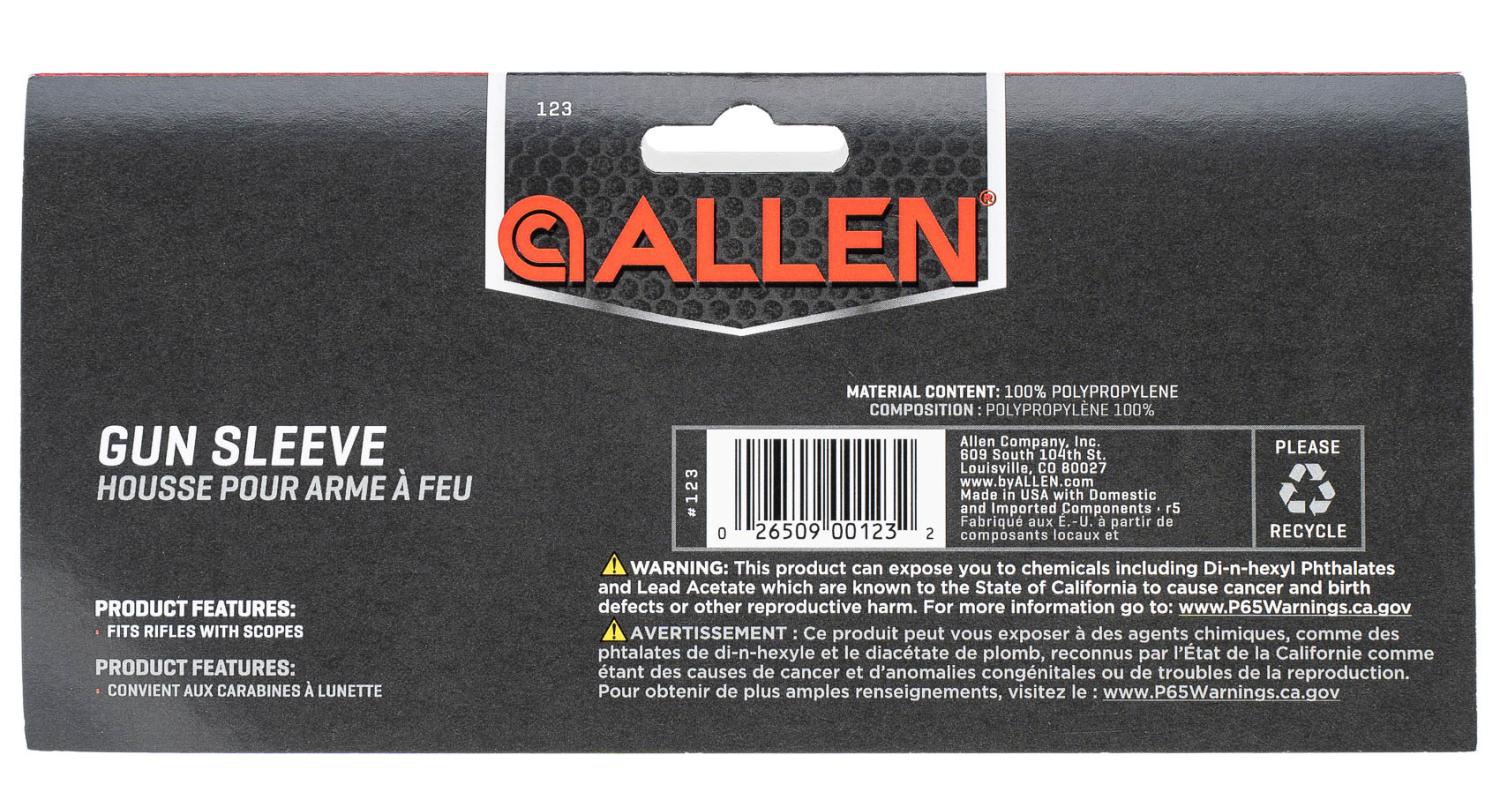 123
ALLEN®
GUN SLEEVE
HOUSSE POUR ARME À FEU
PRODUCT FEATURES:
· FITS RIFLES WITH SCOPES
PRODUCT FEATURES:
· CONVIENT AUX CARABINES À LUNETTE
MATERIAL CONTENT: 100% POLYPROPYLENE
COMPOSITION : POLYPROPYLÈNE 100%
#123
0 26509 00123 2
Allen Company, Inc.
609 South 104th St.
Louisville, CO 80027
www.byALLEN.com
Made in USA with Domestic
and Imported Components · r5
Fabriqué aux É.-U. à partir de
composants locaux et
PLEASE
RECYCLE
WARNING: This product can expose you to chemicals including Di-n-hexyl Phthalates
and Lead Acetate which are known to the State of California to cause cancer and birth
defects or other reproductive harm. For more information go to: www.P65Warnings.ca.gov
AVERTISSEMENT : Ce produit peut vous exposer à des agents chimiques, comme des
phtalates de di-n-hexyle et le diacétate de plomb, reconnus par l'État de la Californie comme
étant des causes de cancer et d'anomalies congénitales ou de troubles de la reproduction.
Pour obtenir de plus amples renseignements, visitez le : www.P65Warnings.ca.gov